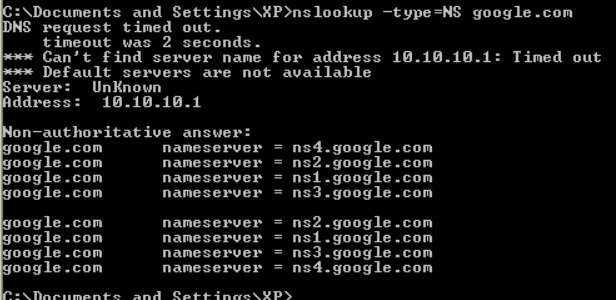 C:\Documents and Settings\XP>nslookup -type=NS google.com
DNS request timed out.
    timeout was 2 seconds.
*** Can't find server name for address 10.10.10.1: Timed out
*** Default servers are not available
Server:  UnKnown
Address:  10.10.10.1

Non-authoritative answer:
google.com      nameserver = ns4.google.com
google.com      nameserver = ns2.google.com
google.com      nameserver = ns1.google.com
google.com      nameserver = ns3.google.com

google.com      nameserver = ns2.google.com
google.com      nameserver = ns1.google.com
google.com      nameserver = ns3.google.com
google.com      nameserver = ns4.google.com

C:\Documents and Settings\XP>